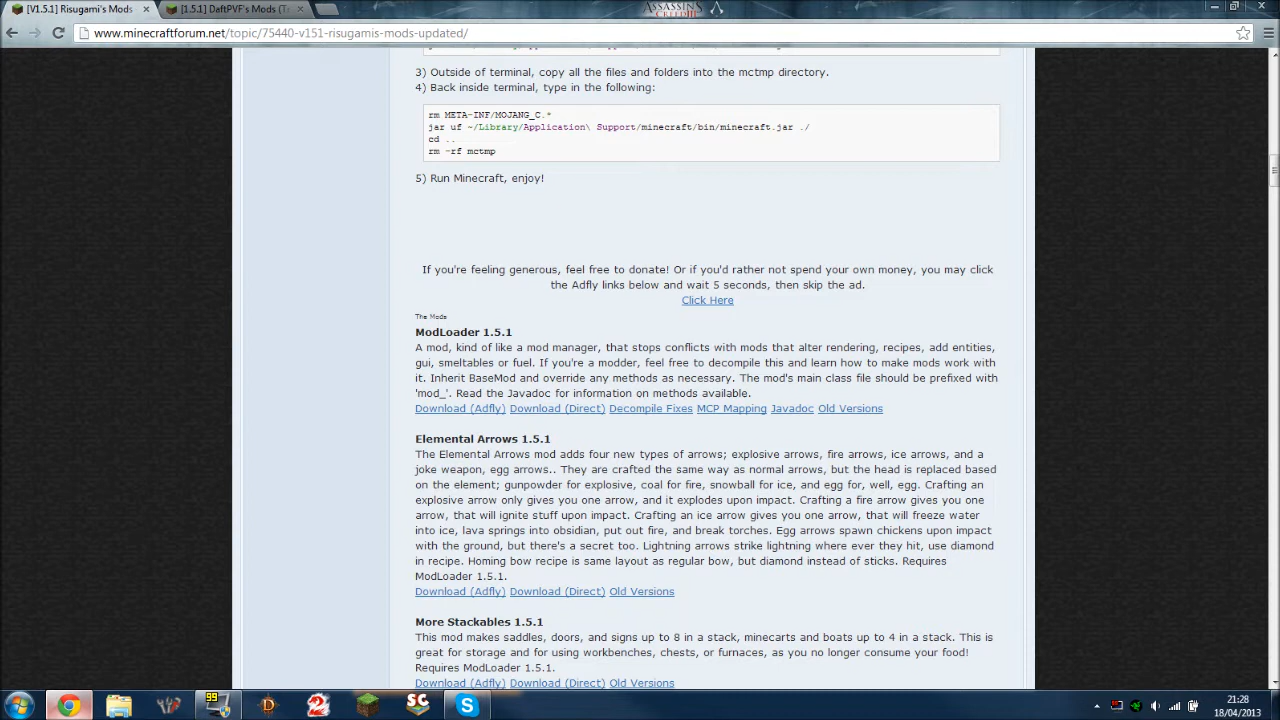 [V1.5.1] Risugami's Mods
[1.5.1] DaftPVF's Mods (T
ASSASSIN'S
www.minecraftforum.net/topic/75440-v151-risugamis-mods-updated/
3) Outside of terminal, copy all the files and folders into the mctmp directory.
4) Back inside terminal, type in the following:
rm META-INF/MOJANG_C.*
jar uf ~/Library/Application\ Support/minecraft/bin/minecraft.jar ./
cd ..
rm -rf mctmp
5) Run Minecraft, enjoy!
If you're feeling generous, feel free to donate! Or if you'd rather not spend your own money, you may click
the Adfly links below and wait 5 seconds, then skip the ad.
Click Here
The Mods
ModLoader 1.5.1
A mod, kind of like a mod manager, that stops conflicts with mods that alter rendering, recipes, add entities,
gui, smeltables or fuel. If you're a modder, feel free to decompile this and learn how to make mods work with
it. Inherit BaseMod and override any methods as necessary. The mod's main class file should be prefixed with
'mod_'. Read the Javadoc for information on methods available.
Download (Adfly) Download (Direct) Decompile Fixes MCP Mapping Javadoc Old Versions
Elemental Arrows 1.5.1
The Elemental Arrows mod adds four new types of arrows; explosive arrows, fire arrows, ice arrows, and a
joke weapon, egg arrows.. They are crafted the same way as normal arrows, but the head is replaced based
on the element; gunpowder for explosive, coal for fire, snowball for ice, and egg for, well, egg. Crafting an
explosive arrow only gives you one arrow, and it explodes upon impact. Crafting a fire arrow gives you one
arrow, that will ignite stuff upon impact. Crafting an ice arrow gives you one arrow, that will freeze water
into ice, lava springs into obsidian, put out fire, and break torches. Egg arrows spawn chickens upon impact
with the ground, but there's a secret too. Lightning arrows strike lightning where ever they hit, use diamond
in recipe. Homing bow recipe is same layout as regular bow, but diamond instead of sticks. Requires
ModLoader 1.5.1.
Download (Adfly) Download (Direct) Old Versions
More Stackables 1.5.1
This mod makes saddles, doors, and signs up to 8 in a stack, minecarts and boats up to 4 in a stack. This is
great for storage and for using workbenches, chests, or furnaces, as you no longer consume your food!
Requires ModLoader 1.5.1.
Download (Adfly) Download (Direct) Old Versions
99
2
SC
21:28
18/04/2013